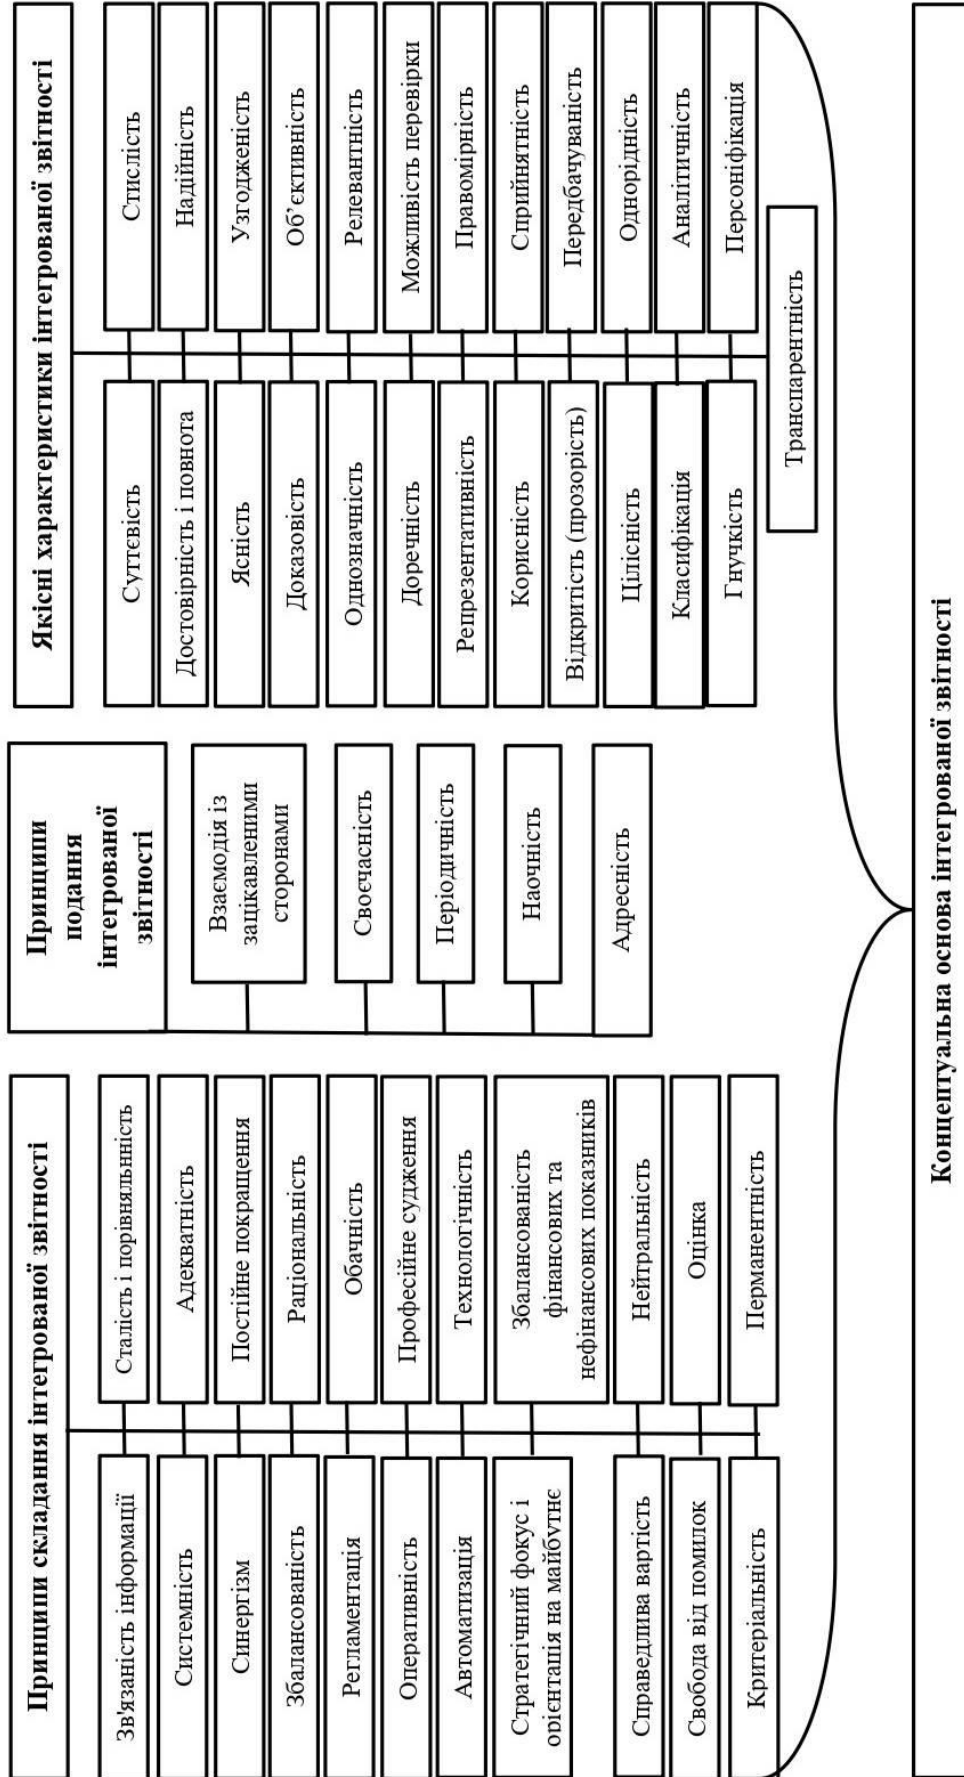 Принципи складання інтегрованої звітності
Зв'язаність інформації
Сталість і порівняльнність
Системність
Адекватність
Синергізм
Постійне покращення
Збалансованість
Раціональність
Регламентація
Обачність
Оперативність
Професійне судження
Автоматизація
Технологічність
Стратегічний фокус і
орієнтація на майбутнє
Збалансованість
фінансових та
нефінансових показників
Справедлива вартість
Нейтральність
Свобода від помилок
Оцінка
Критеріальність
Перманентність
Принципи
подання
інтегрованої
звітності
Взаємодія із
зацікавленими
сторонами
Своєчасність
Періодичність
Наочність
Адресність
Якісні характеристики інтегрованої звітності
Суттєвість
Стислість
Достовірність і повнота
Надійність
Ясність
Узгодженість
Доказовість
Об’єктивність
Однозначність
Релевантність
Доречність
Можливість перевірки
Репрезентативність
Правомірність
Корисність
Сприйнятність
Відкритість (прозорість)
Передбачуваність
Цілісність
Однорідність
Класифікація
Аналітичність
Гнучкість
Персоніфікація
Транспарентність
Концептуальна основа інтегрованої звітності